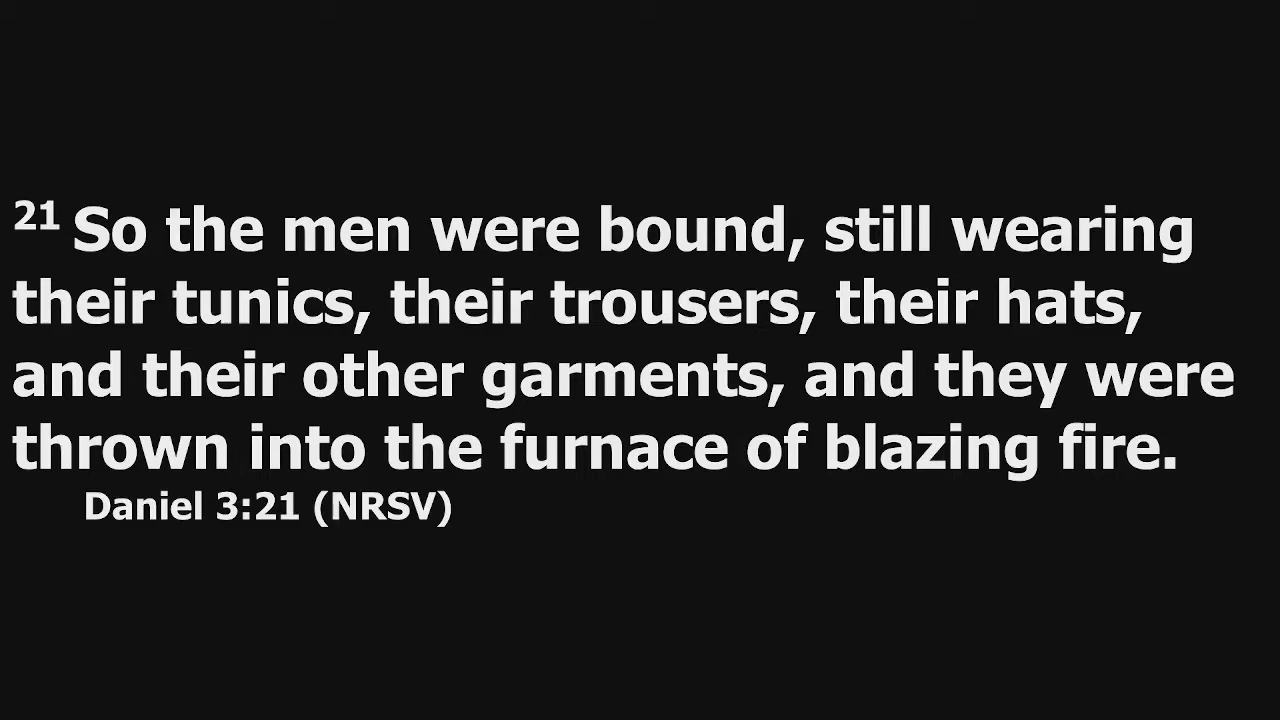 21 So the men were bound, still wearing
their tunics, their trousers, their hats,
and their other garments, and they were
thrown into the furnace of blazing fire.
Daniel 3:21 (NRSV)